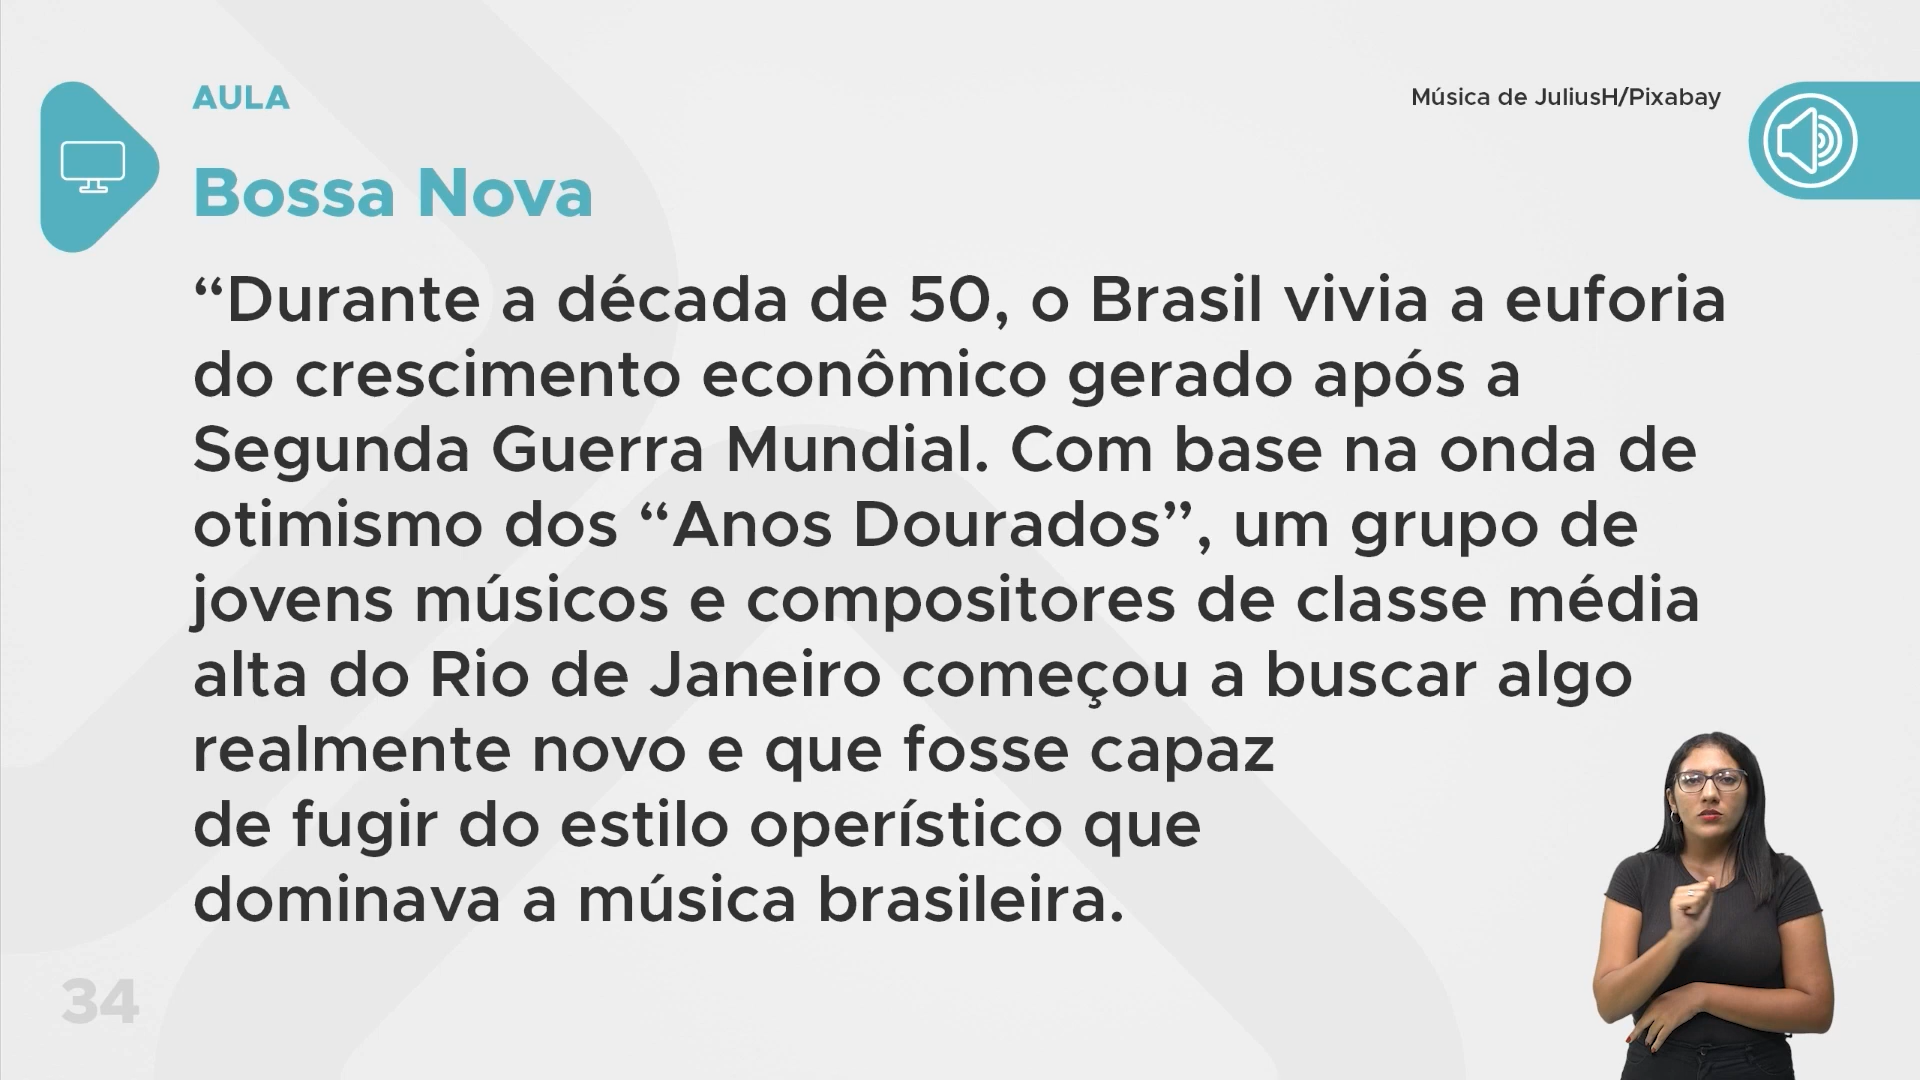 AULA
Música de JuliusH/Pixabay
Bossa Nova
“Durante a década de 50, o Brasil vivia a euforia
do crescimento econômico gerado após a
Segunda Guerra Mundial. Com base na onda de
otimismo dos “Anos Dourados”, um grupo de
jovens músicos e compositores de classe média
alta do Rio de Janeiro começou a buscar algo
realmente novo e que fosse capaz
de fugir do estilo operístico que
dominava a música brasileira.
34